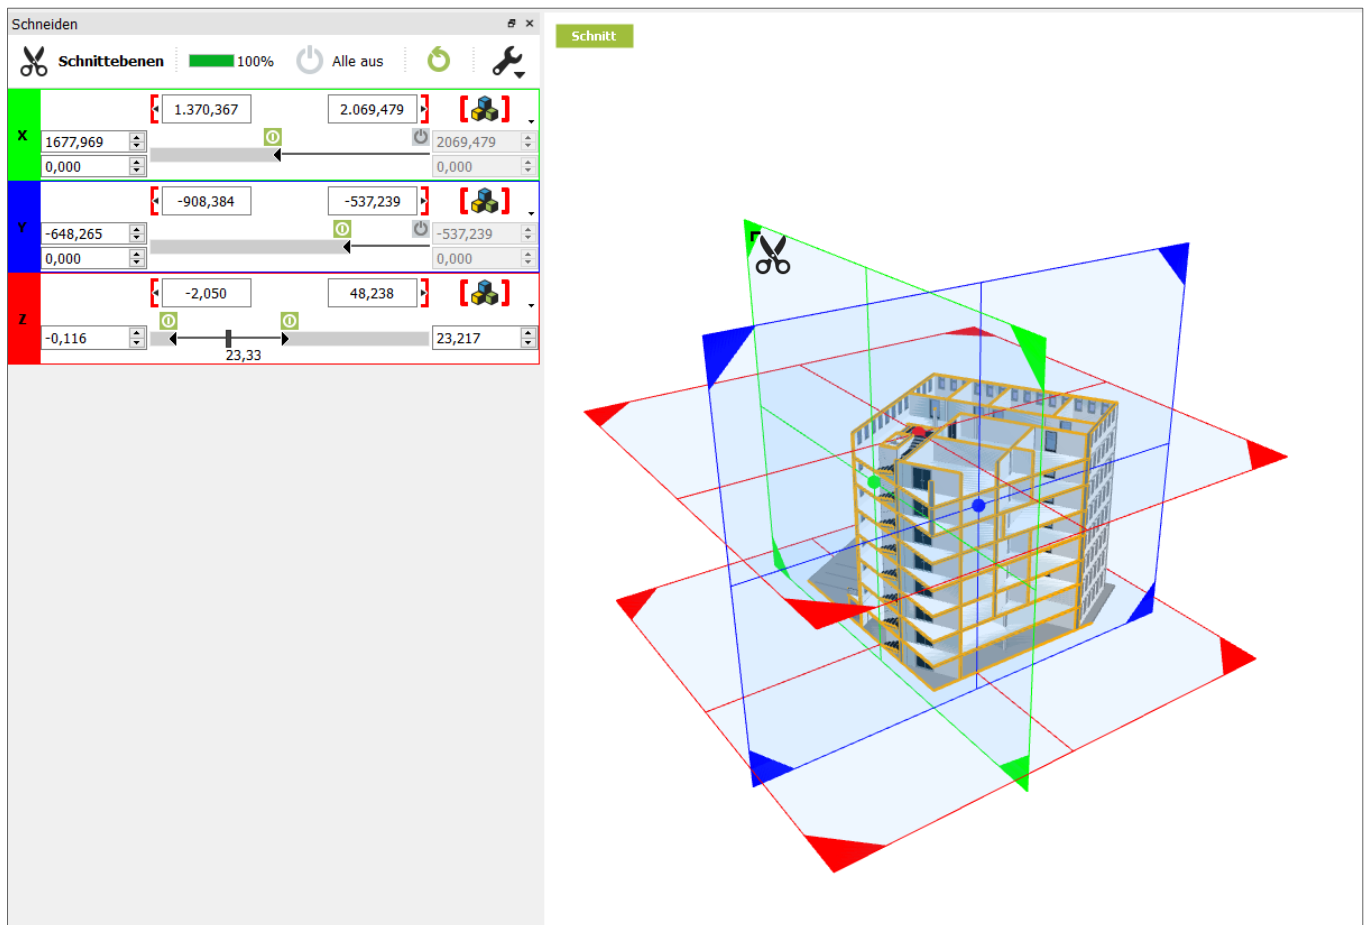 Schneiden
Schnitt
Schnittebenen 100% Alle aus
1.370,367 2.069,479
X
1677,969 2069,479
0,000 0,000
-908,384 -537,239
Y
-648,265 -537,239
0,000 0,000
-2,050 48,238
Z
-0,116 23,217
23,33